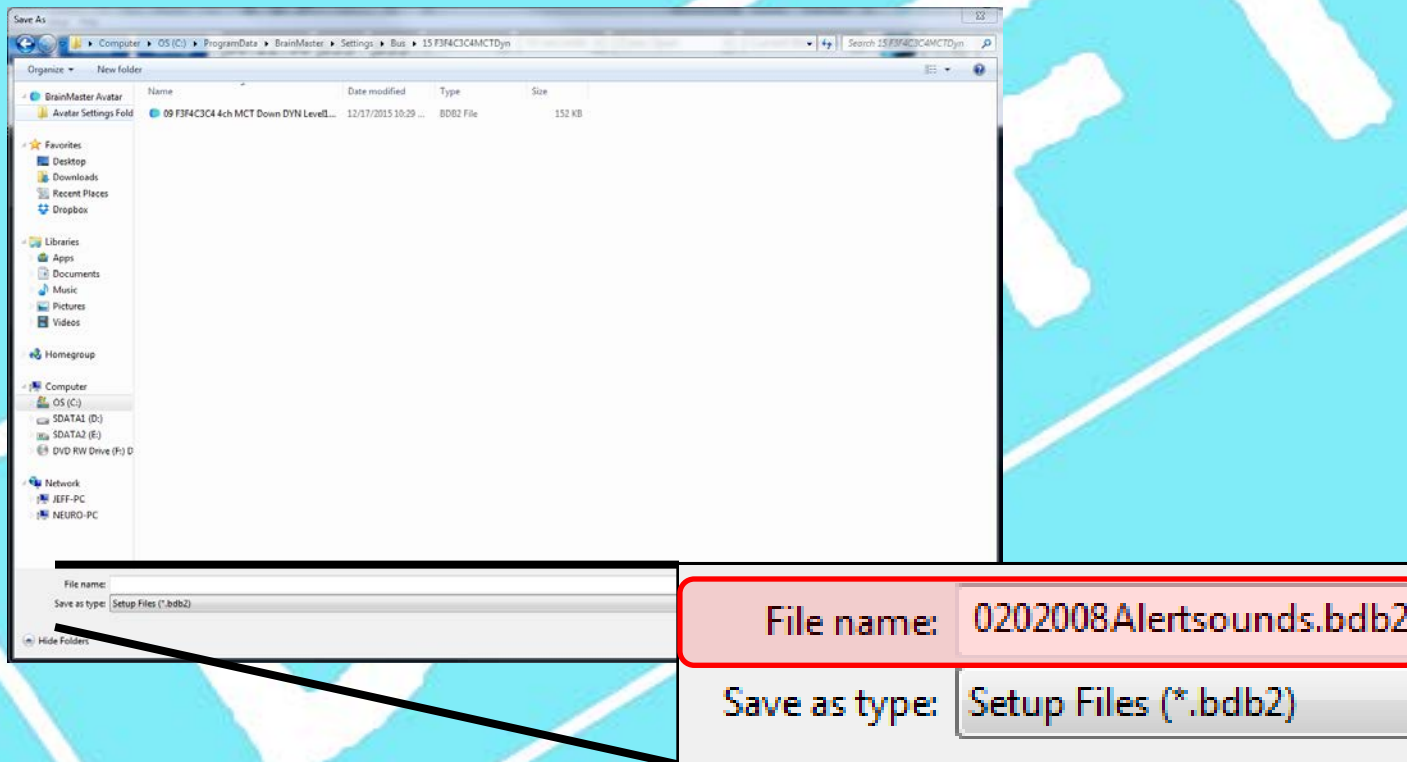 Save As
Computer ▸ OS (C:) ▸ ProgramData ▸ BrainMaster ▸ Settings ▸ Bus ▸ 15 F3F4C3C4MCTDyn
Search 15 F3F4C3C4MCTDyn
Organize New folder
Name Date modified Type Size
BrainMaster Avatar
Avatar Settings Fold
09 F3F4C3C4 4ch MCT Down DYN Level1... 12/17/2015 10:29 ... BDB2 File 152 KB
Favorites
Desktop
Downloads
Recent Places
Dropbox
Libraries
Apps
Documents
Music
Pictures
Videos
Homegroup
Computer
OS (C:)
SDATA1 (D:)
SDATA2 (E:)
DVD RW Drive (F:) D
Network
JEFF-PC
NEURO-PC
File name:
Save as type: Setup Files (*.bdb2)
Hide Folders
File name: 0202008Alertsounds.bdb2
Save as type: Setup Files (*.bdb2)